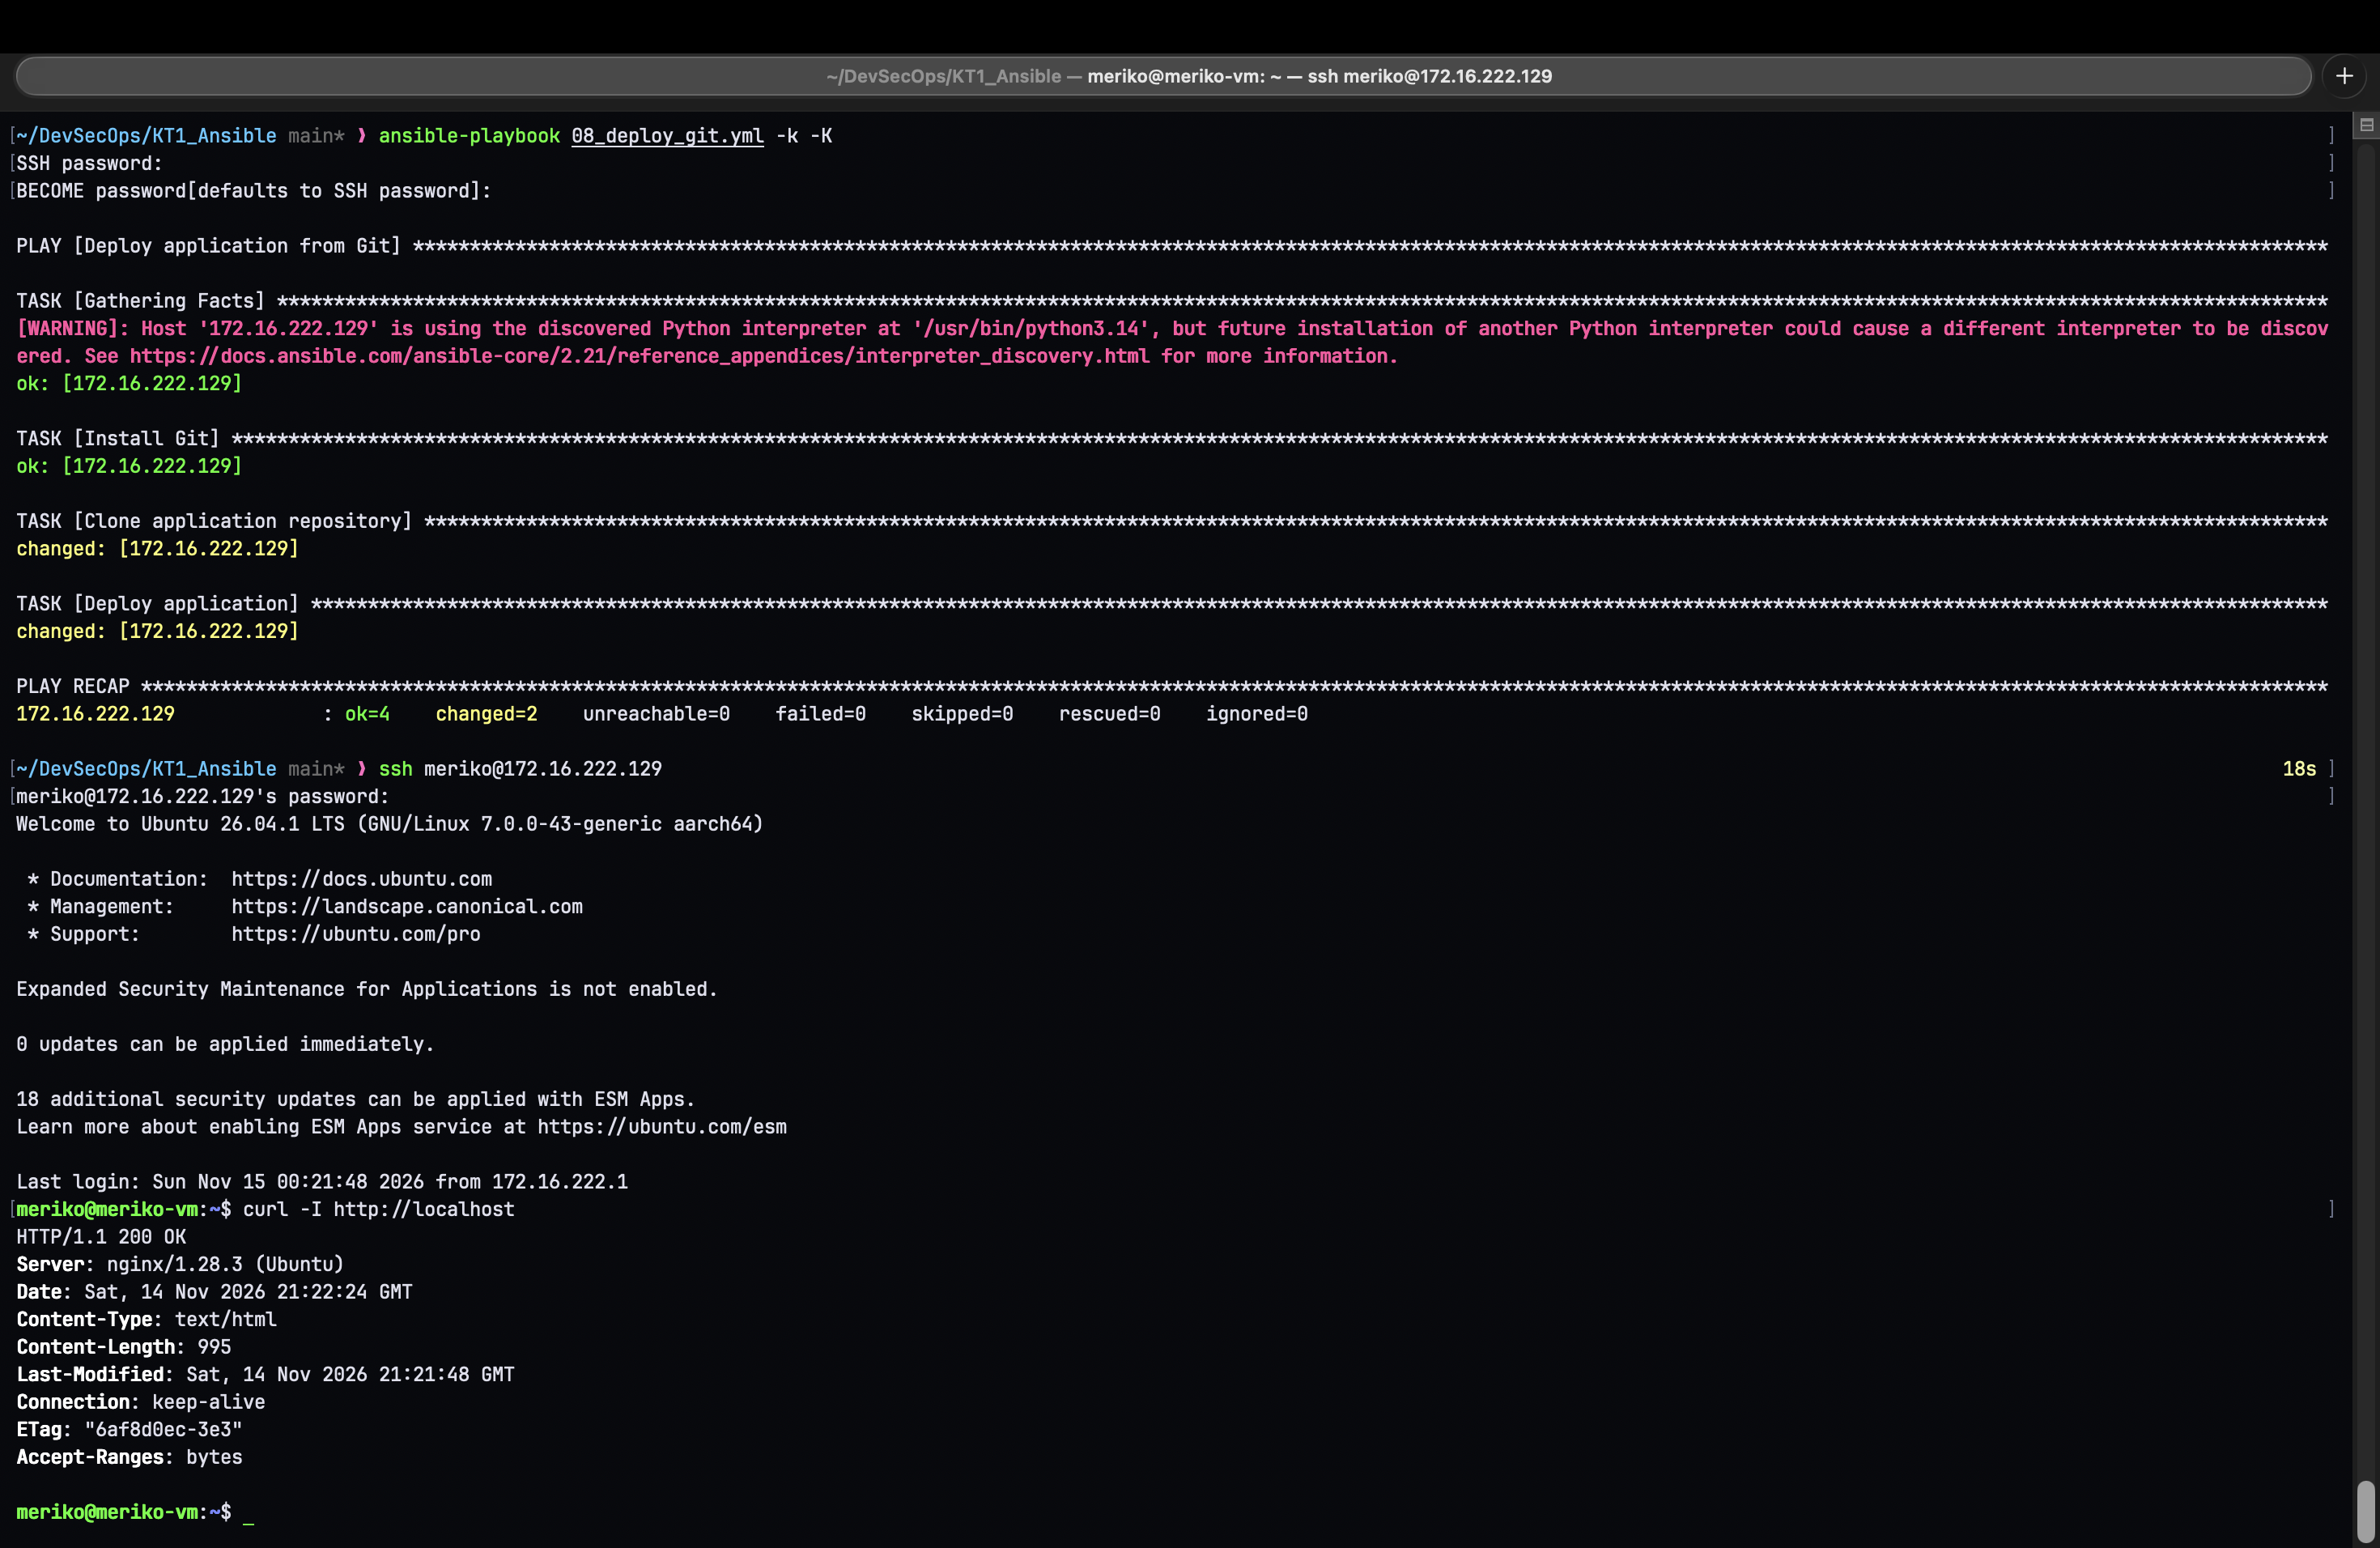 ~/DevSecOps/KT1_Ansible — meriko@meriko-vm: ~ — ssh meriko@172.16.222.129
[~/DevSecOps/KT1_Ansible main* ❯ ansible-playbook 08_deploy_git.yml -k -K ]
[SSH password: ]
[BECOME password[defaults to SSH password]: ]
PLAY [Deploy application from Git] ****************************************************************************************************************************************************************************
TASK [Gathering Facts] ****************************************************************************************************************************************************************************************
[WARNING]: Host '172.16.222.129' is using the discovered Python interpreter at '/usr/bin/python3.14', but future installation of another Python interpreter could cause a different interpreter to be discov
ered. See https://docs.ansible.com/ansible-core/2.21/reference_appendices/interpreter_discovery.html for more information.
ok: [172.16.222.129]
TASK [Install Git] ********************************************************************************************************************************************************************************************
ok: [172.16.222.129]
TASK [Clone application repository] ***************************************************************************************************************************************************************************
changed: [172.16.222.129]
TASK [Deploy application] *************************************************************************************************************************************************************************************
changed: [172.16.222.129]
PLAY RECAP ****************************************************************************************************************************************************************************************************
172.16.222.129             : ok=4    changed=2    unreachable=0    failed=0    skipped=0    rescued=0    ignored=0
[~/DevSecOps/KT1_Ansible main* ❯ ssh meriko@172.16.222.129 18s ]
[meriko@172.16.222.129's password: ]
Welcome to Ubuntu 26.04.1 LTS (GNU/Linux 7.0.0-43-generic aarch64)
* Documentation:  https://docs.ubuntu.com
* Management:     https://landscape.canonical.com
* Support:        https://ubuntu.com/pro
Expanded Security Maintenance for Applications is not enabled.
0 updates can be applied immediately.
18 additional security updates can be applied with ESM Apps.
Learn more about enabling ESM Apps service at https://ubuntu.com/esm
Last login: Sun Nov 15 00:21:48 2026 from 172.16.222.1
[meriko@meriko-vm:~$ curl -I http://localhost ]
HTTP/1.1 200 OK
Server: nginx/1.28.3 (Ubuntu)
Date: Sat, 14 Nov 2026 21:22:24 GMT
Content-Type: text/html
Content-Length: 995
Last-Modified: Sat, 14 Nov 2026 21:21:48 GMT
Connection: keep-alive
ETag: "6af8d0ec-3e3"
Accept-Ranges: bytes
meriko@meriko-vm:~$ _